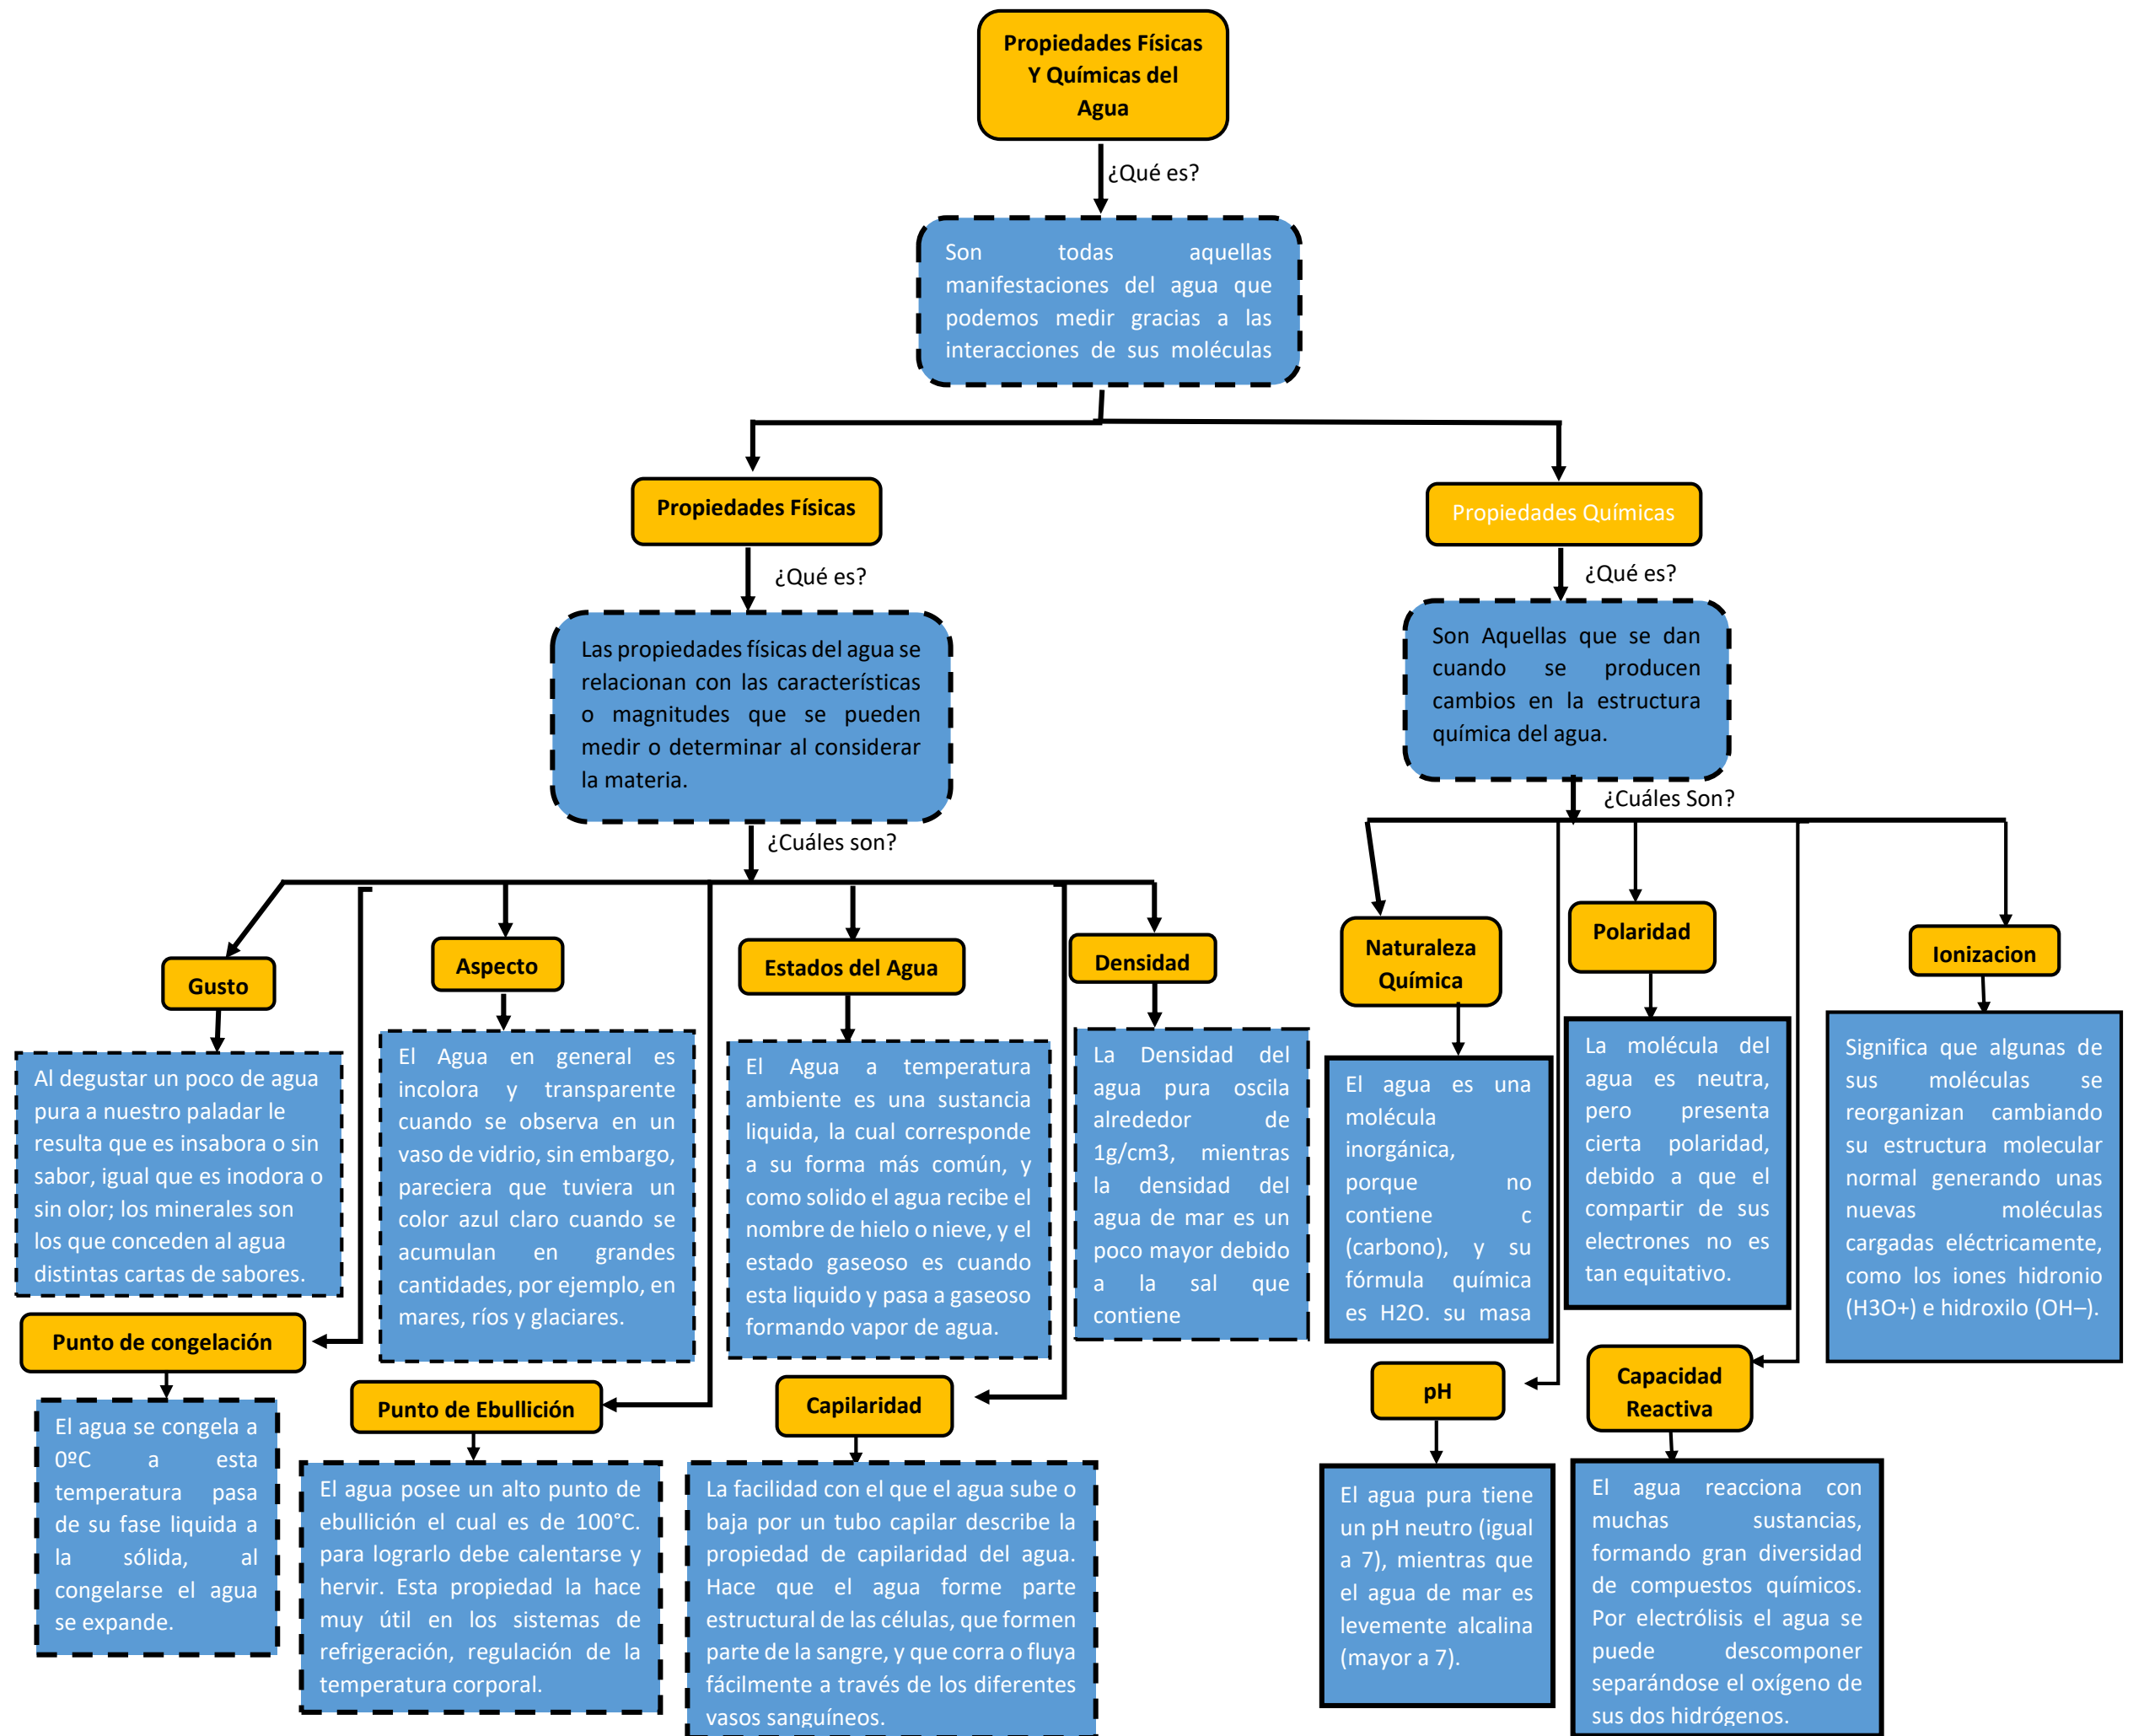 Propiedades Físicas
Y Químicas del
Agua
¿Qué es?
Son todas aquellas
manifestaciones del agua que
podemos medir gracias a las
interacciones de sus moléculas
Propiedades Físicas
¿Qué es?
Las propiedades físicas del agua se
relacionan con las características
o magnitudes que se pueden
medir o determinar al considerar
la materia.
¿Cuáles son?
Gusto
Al degustar un poco de agua
pura a nuestro paladar le
resulta que es insabora o sin
sabor, igual que es inodora o
sin olor; los minerales son
los que conceden al agua
distintas cartas de sabores.
Punto de congelación
El agua se congela a
0ºC a esta
temperatura pasa
de su fase liquida a
la sólida, al
congelarse el agua
se expande.
Aspecto
El Agua en general es
incolora y transparente
cuando se observa en un
vaso de vidrio, sin embargo,
pareciera que tuviera un
color azul claro cuando se
acumulan en grandes
cantidades, por ejemplo, en
mares, ríos y glaciares.
Punto de Ebullición
El agua posee un alto punto de
ebullición el cual es de 100°C.
para lograrlo debe calentarse y
hervir. Esta propiedad la hace
muy útil en los sistemas de
refrigeración, regulación de la
temperatura corporal.
Estados del Agua
El Agua a temperatura
ambiente es una sustancia
liquida, la cual corresponde
a su forma más común, y
como solido el agua recibe el
nombre de hielo o nieve, y el
estado gaseoso es cuando
esta liquido y pasa a gaseoso
formando vapor de agua.
Capilaridad
La facilidad con el que el agua sube o
baja por un tubo capilar describe la
propiedad de capilaridad del agua.
Hace que el agua forme parte
estructural de las células, que formen
parte de la sangre, y que corra o fluya
fácilmente a través de los diferentes
vasos sanguíneos.
Densidad
La Densidad del
agua pura oscila
alrededor de
1g/cm3, mientras
la densidad del
agua de mar es un
poco mayor debido
a la sal que
contiene
Propiedades Químicas
¿Qué es?
Son Aquellas que se dan
cuando se producen
cambios en la estructura
química del agua.
¿Cuáles Son?
Naturaleza
Química
El agua es una
molécula
inorgánica,
porque no
contiene c
(carbono), y su
fórmula química
es H2O. su masa
pH
El agua pura tiene
un pH neutro (igual
a 7), mientras que
el agua de mar es
levemente alcalina
(mayor a 7).
Polaridad
La molécula del
agua es neutra,
pero presenta
cierta polaridad,
debido a que el
compartir de sus
electrones no es
tan equitativo.
Capacidad
Reactiva
El agua reacciona con
muchas sustancias,
formando gran diversidad
de compuestos químicos.
Por electrólisis el agua se
puede descomponer
separándose el oxígeno de
sus dos hidrógenos.
Ionizacion
Significa que algunas de
sus moléculas se
reorganizan cambiando
su estructura molecular
normal generando unas
nuevas moléculas
cargadas eléctricamente,
como los iones hidronio
(H3O+) e hidroxilo (OH–).